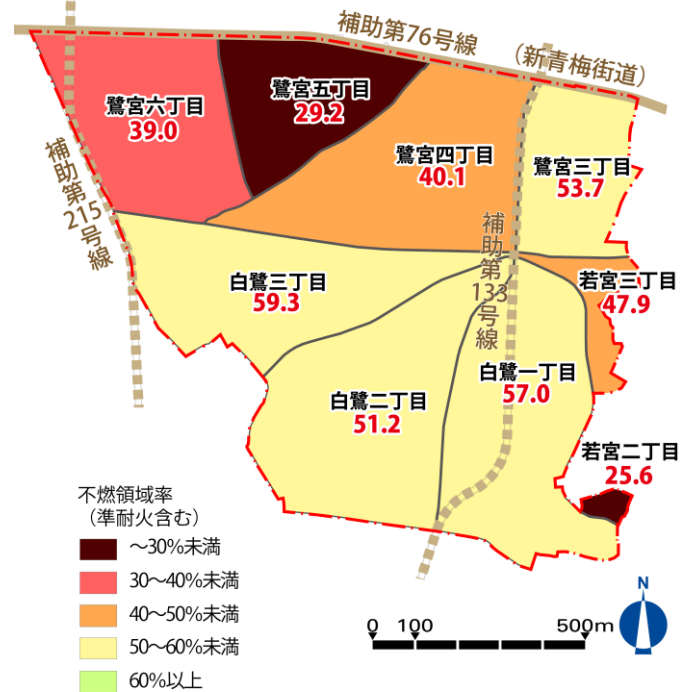 補助第76号線
（新青梅街道）
鷺宮五丁目
29.2
鷺宮六丁目
39.0
鷺宮四丁目
40.1
鷺宮三丁目
53.7
補助第215号線
補助第133号線
白鷺三丁目
59.3
若宮三丁目
47.9
白鷺一丁目
57.0
白鷺二丁目
51.2
若宮二丁目
25.6
不燃領域率
（準耐火含む）
～30%未満
30～40%未満
40～50%未満
50～60%未満
60%以上
0 100 500m
N